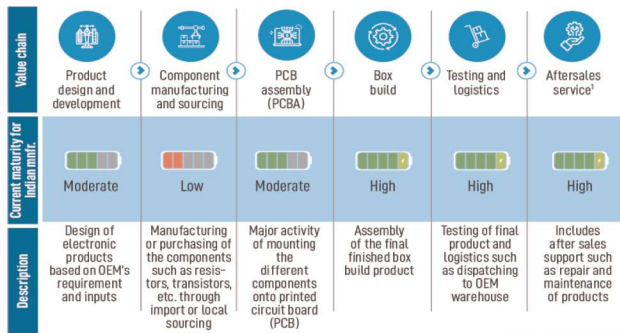 Value chain
Product
design and
development
Component
manufacturing
and sourcing
PCB
assembly
(PCBA)
Box
build
Testing and
logistics
Aftersales
service¹
Current maturity for
Indian mnfr.
Moderate
Low
Moderate
High
High
High
Description
Design of
electronic
products
based on OEM's
requirement
and inputs
Manufacturing
or purchasing of
the components
such as resis-
tors, transistors,
etc. through
import or local
sourcing
Major activity
of mounting
the different
components
onto printed
circuit board
(PCB)
Assembly
of the final
finished box
build product
Testing of final
product and
logistics such
as dispatching
to OEM
warehouse
Includes
after sales
support such
as repair and
maintenance
of products